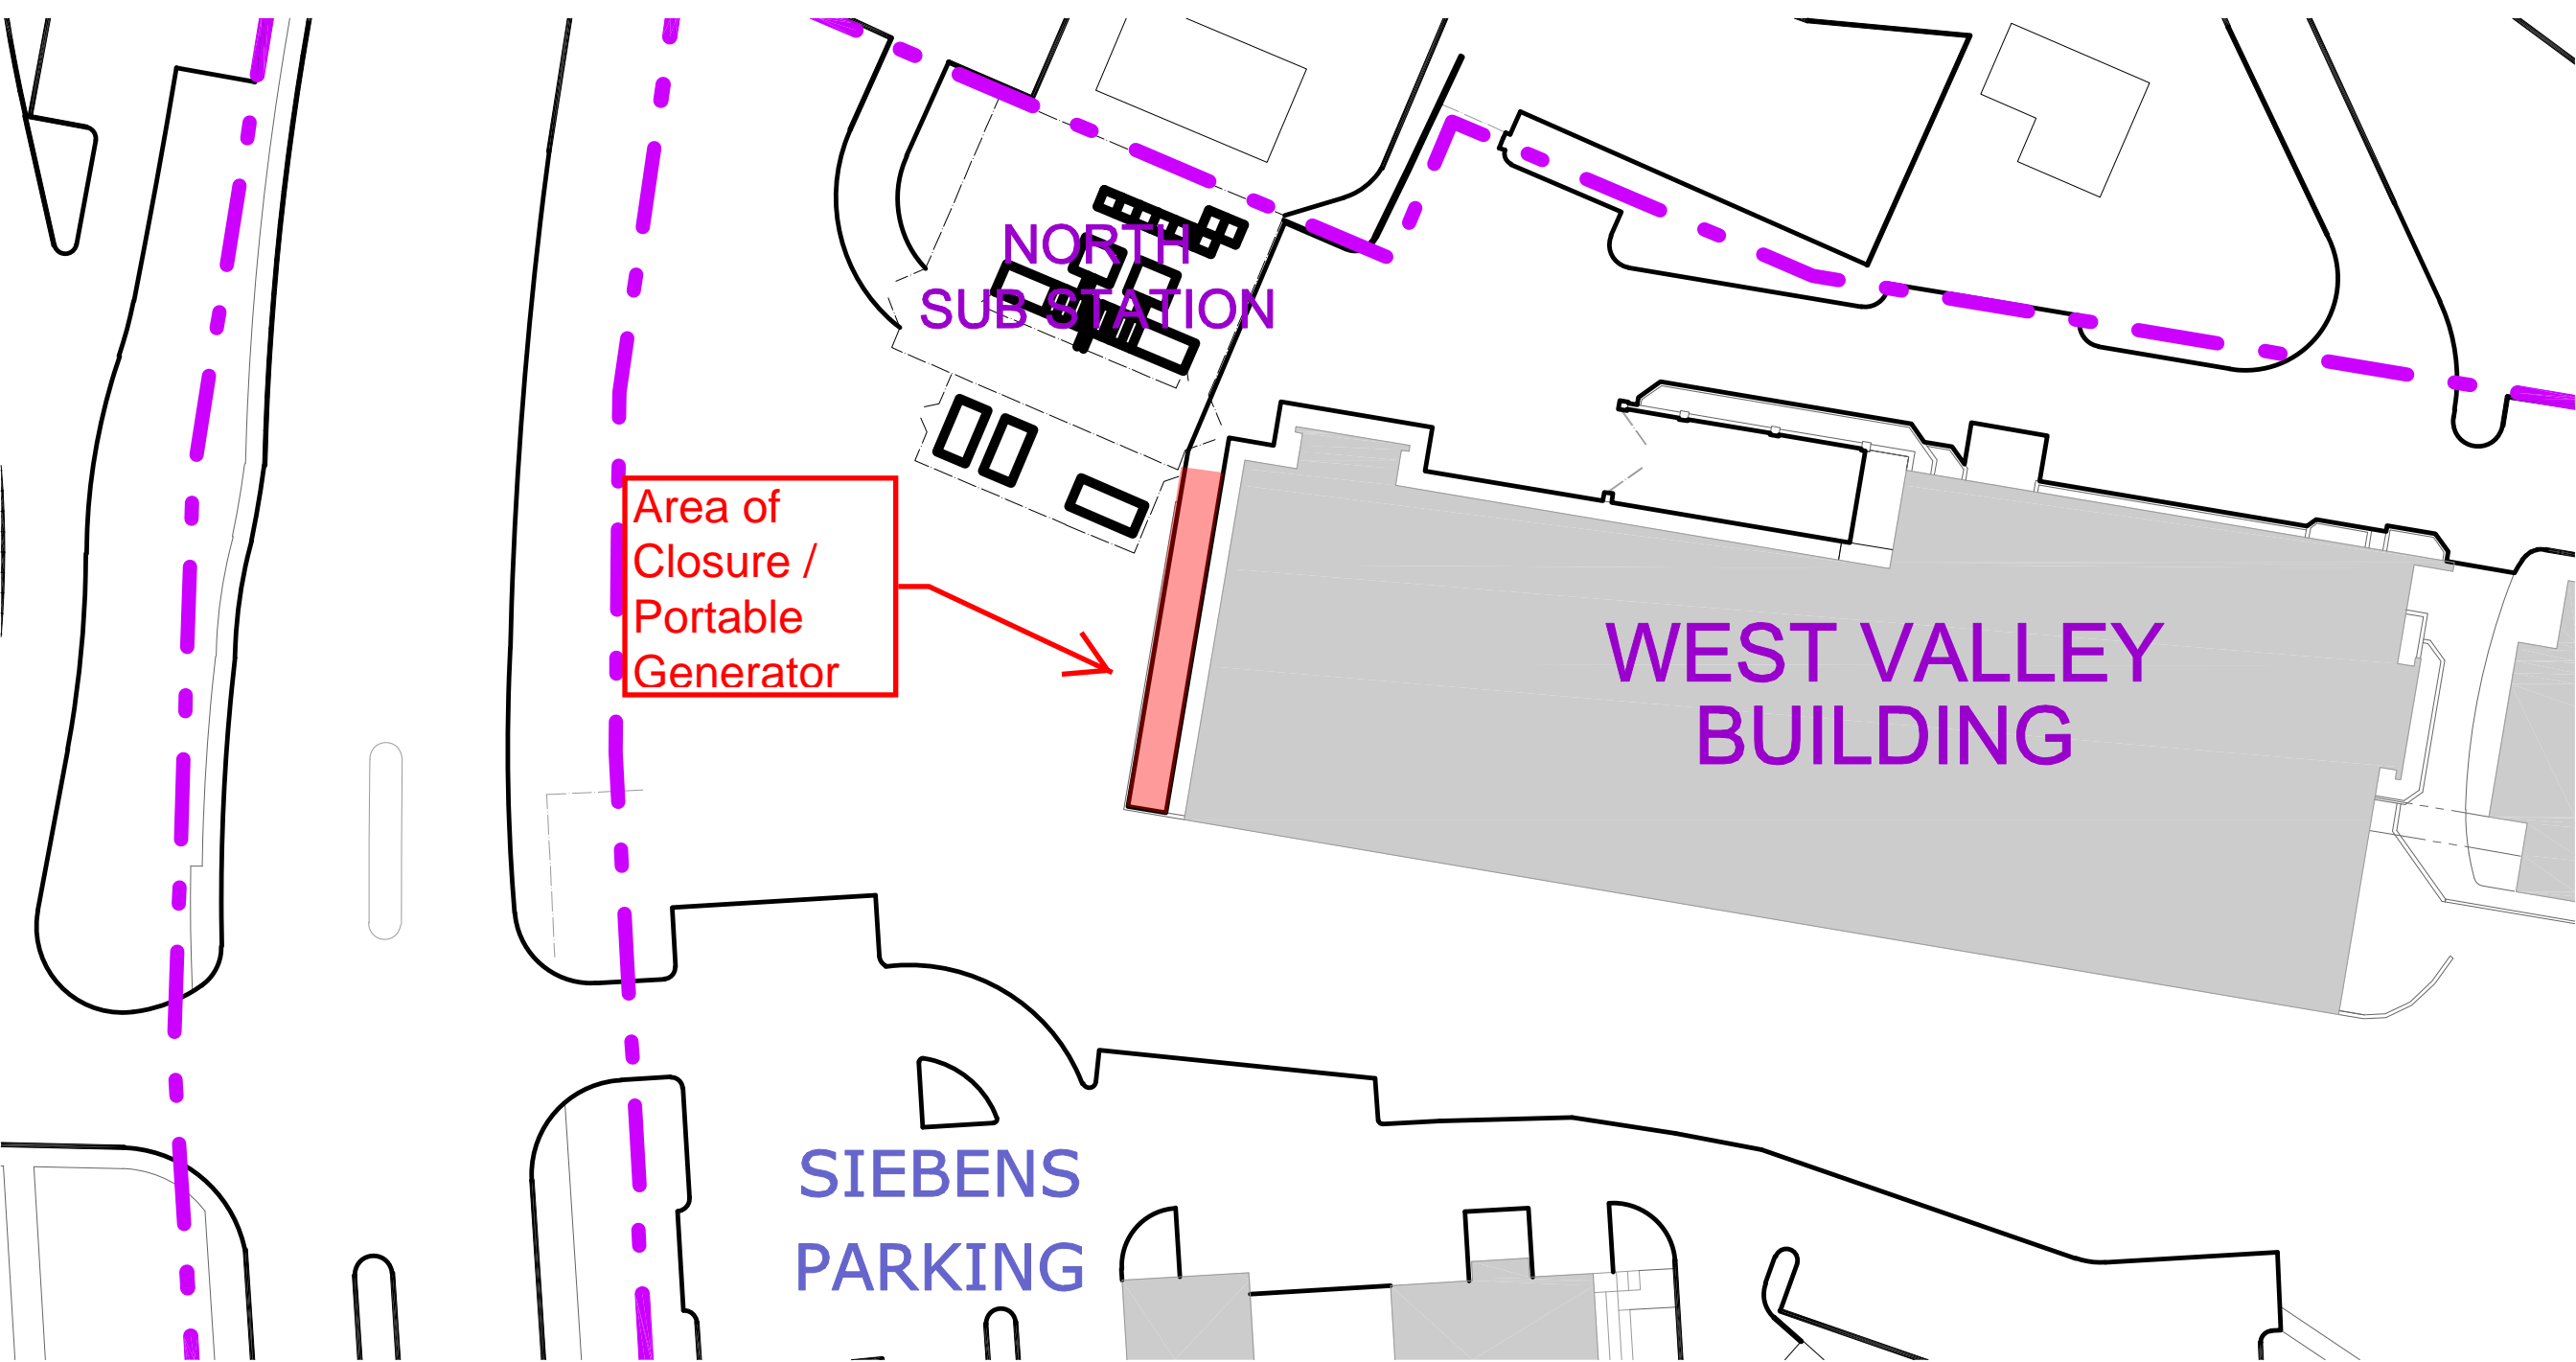 NORTH
SUB STATION
Area of
Closure /
Portable
Generator
WEST VALLEY
BUILDING
SIEBENS
PARKING